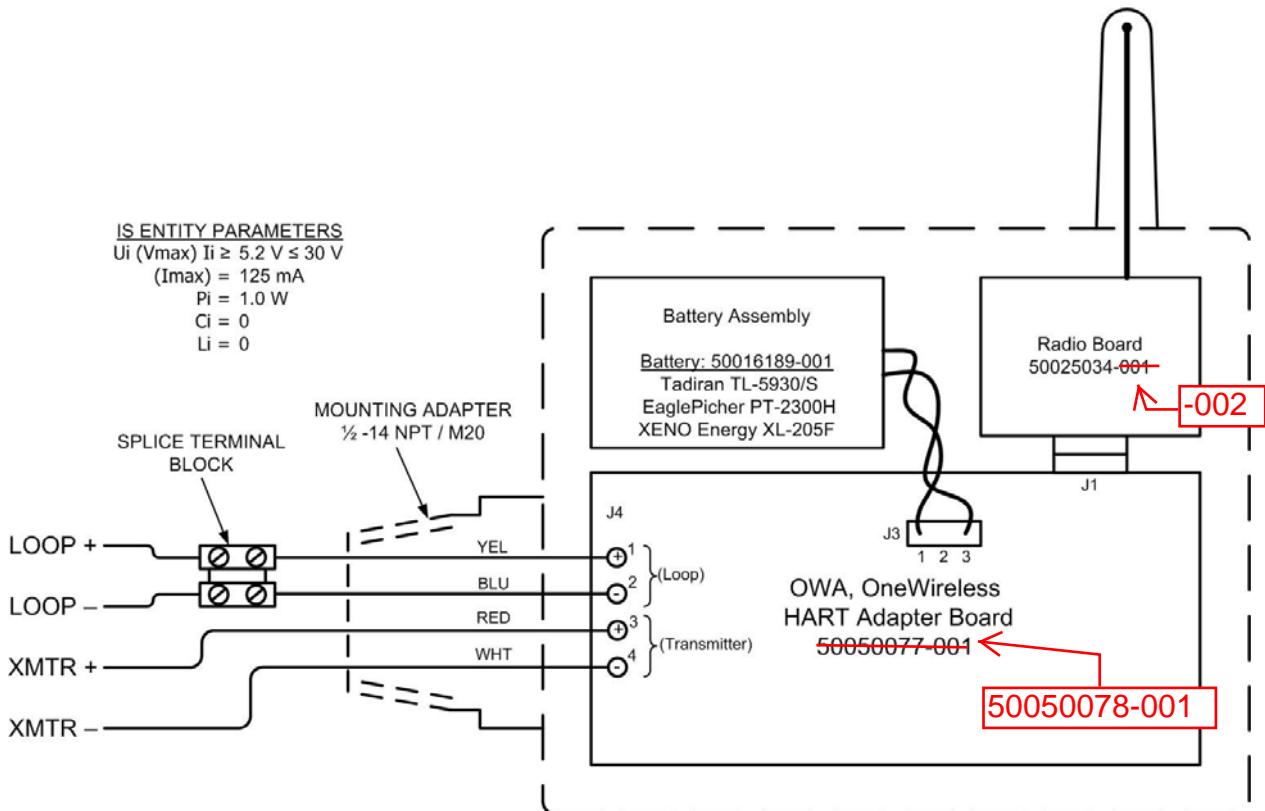 IS ENTITY PARAMETERS
Ui (Vmax) Ii ≥ 5.2 V ≤ 30 V
(Imax) = 125 mA
Pi = 1.0 W
Ci = 0
Li = 0
Battery Assembly
Battery: 50016189-001
Tadiran TL-5930/S
EaglePicher PT-2300H
XENO Energy XL-205F
Radio Board
50025034-001
-002
MOUNTING ADAPTER
½ -14 NPT / M20
SPLICE TERMINAL
BLOCK
J1
J4
J3
1 2 3
LOOP +
YEL
+ 1
LOOP –
BLU
- 2
(Loop)
RED
+ 3
XMTR +
WHT
- 4
(Transmitter)
XMTR –
OWA, OneWireless
HART Adapter Board
50050077-001
50050078-001